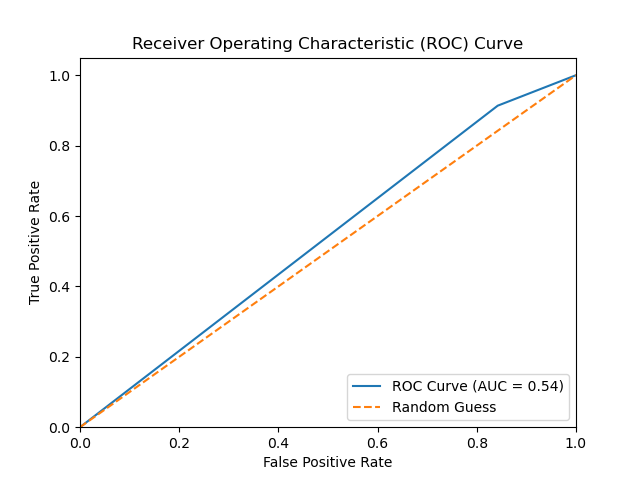 Receiver Operating Characteristic (ROC) Curve
1.0
0.8
0.6
0.4
0.2
0.0
True Positive Rate
ROC Curve (AUC = 0.54)
Random Guess
0.0 0.2 0.4 0.6 0.8 1.0
False Positive Rate